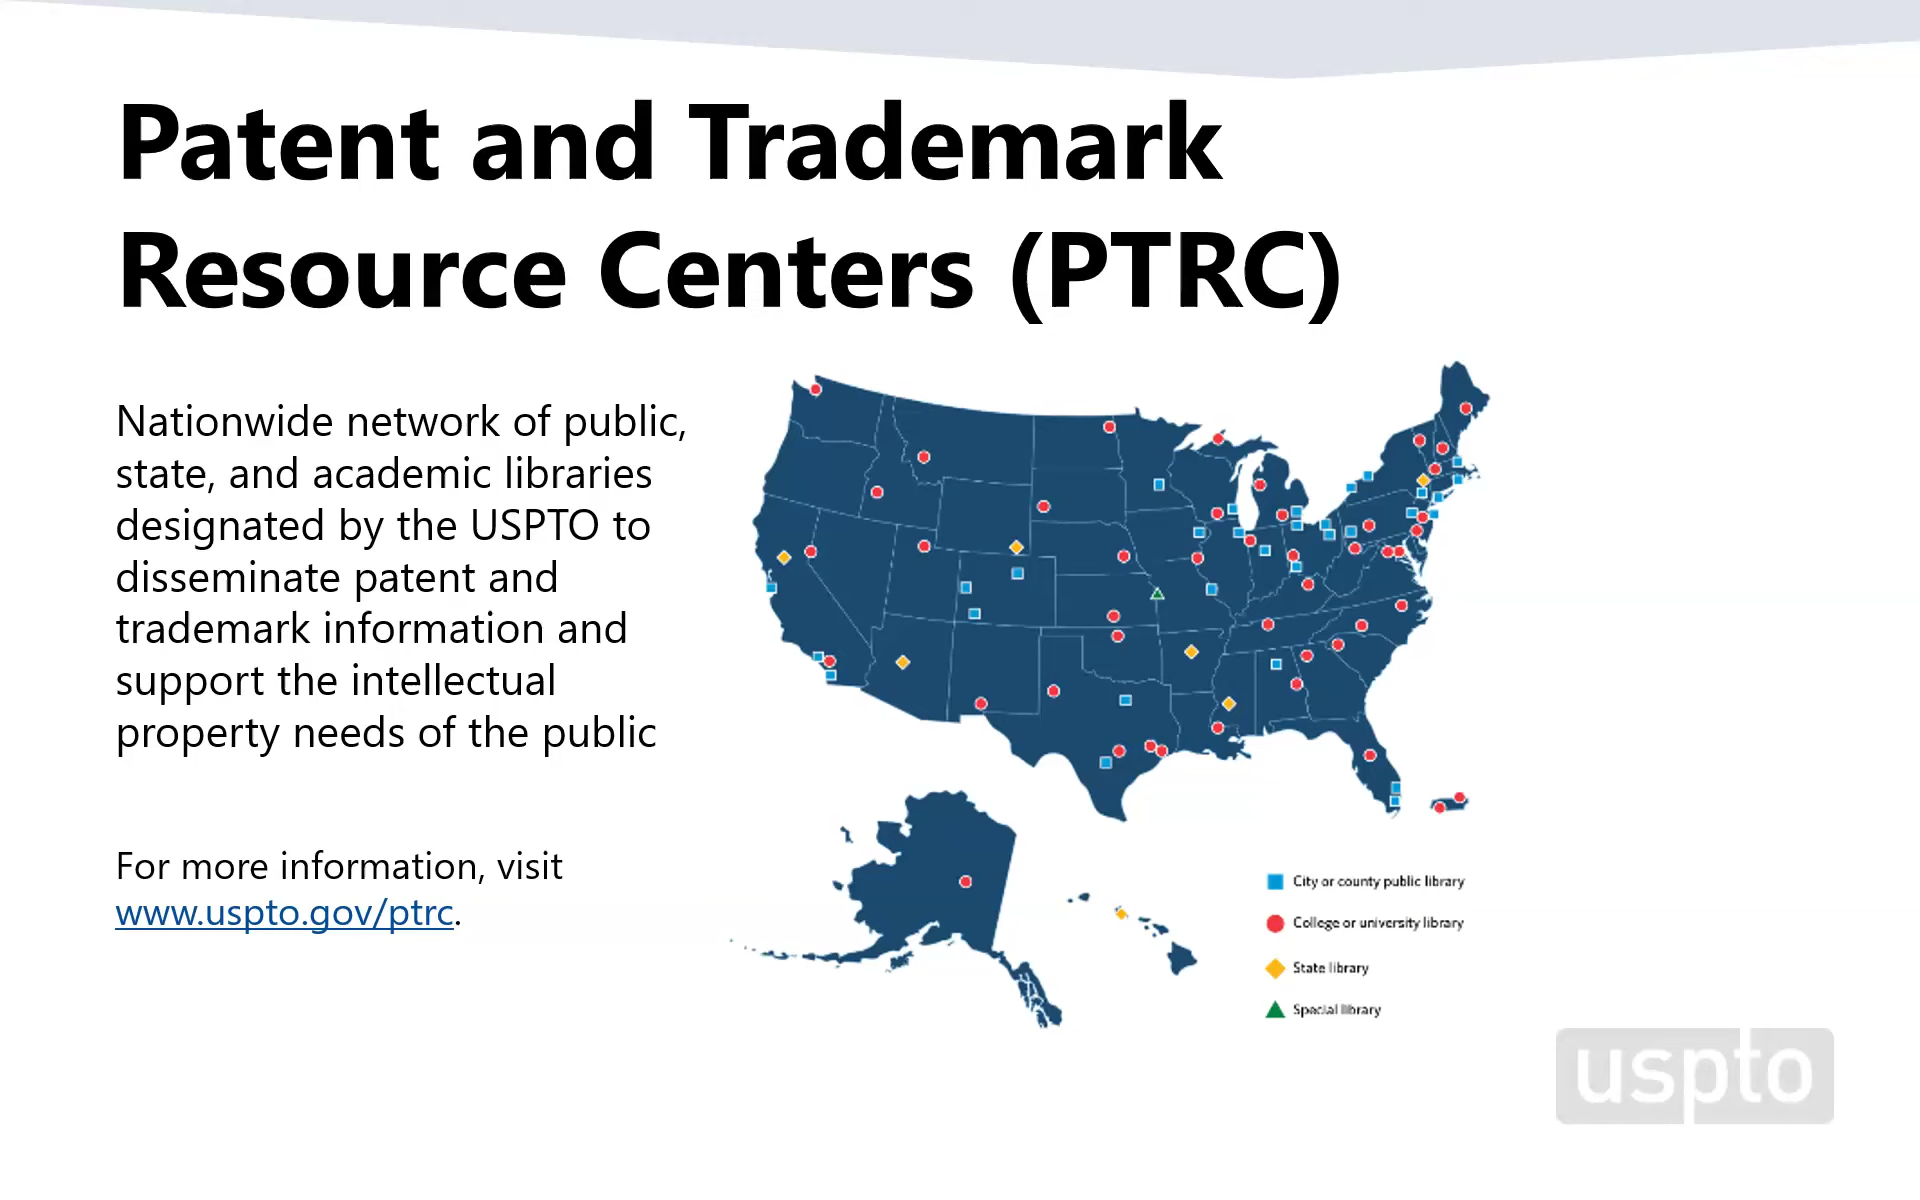 Patent and Trademark
Resource Centers (PTRC)
Nationwide network of public,
state, and academic libraries
designated by the USPTO to
disseminate patent and
trademark information and
support the intellectual
property needs of the public
For more information, visit
www.uspto.gov/ptrc.
City or county public library
College or university library
State library
Special library
uspto